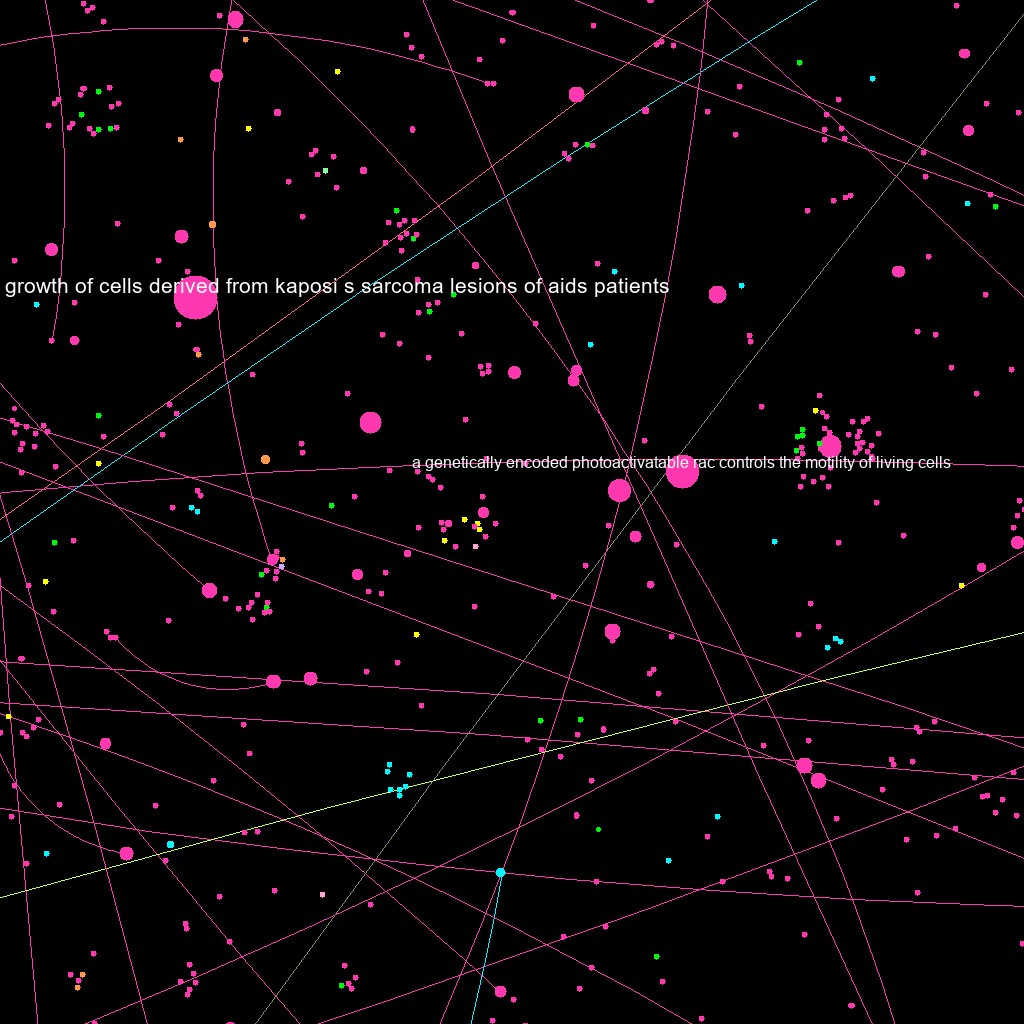 growth of cells derived from kaposi s sarcoma lesions of aids patients
a genetically encoded photoactivatable rac controls the motility of living cells